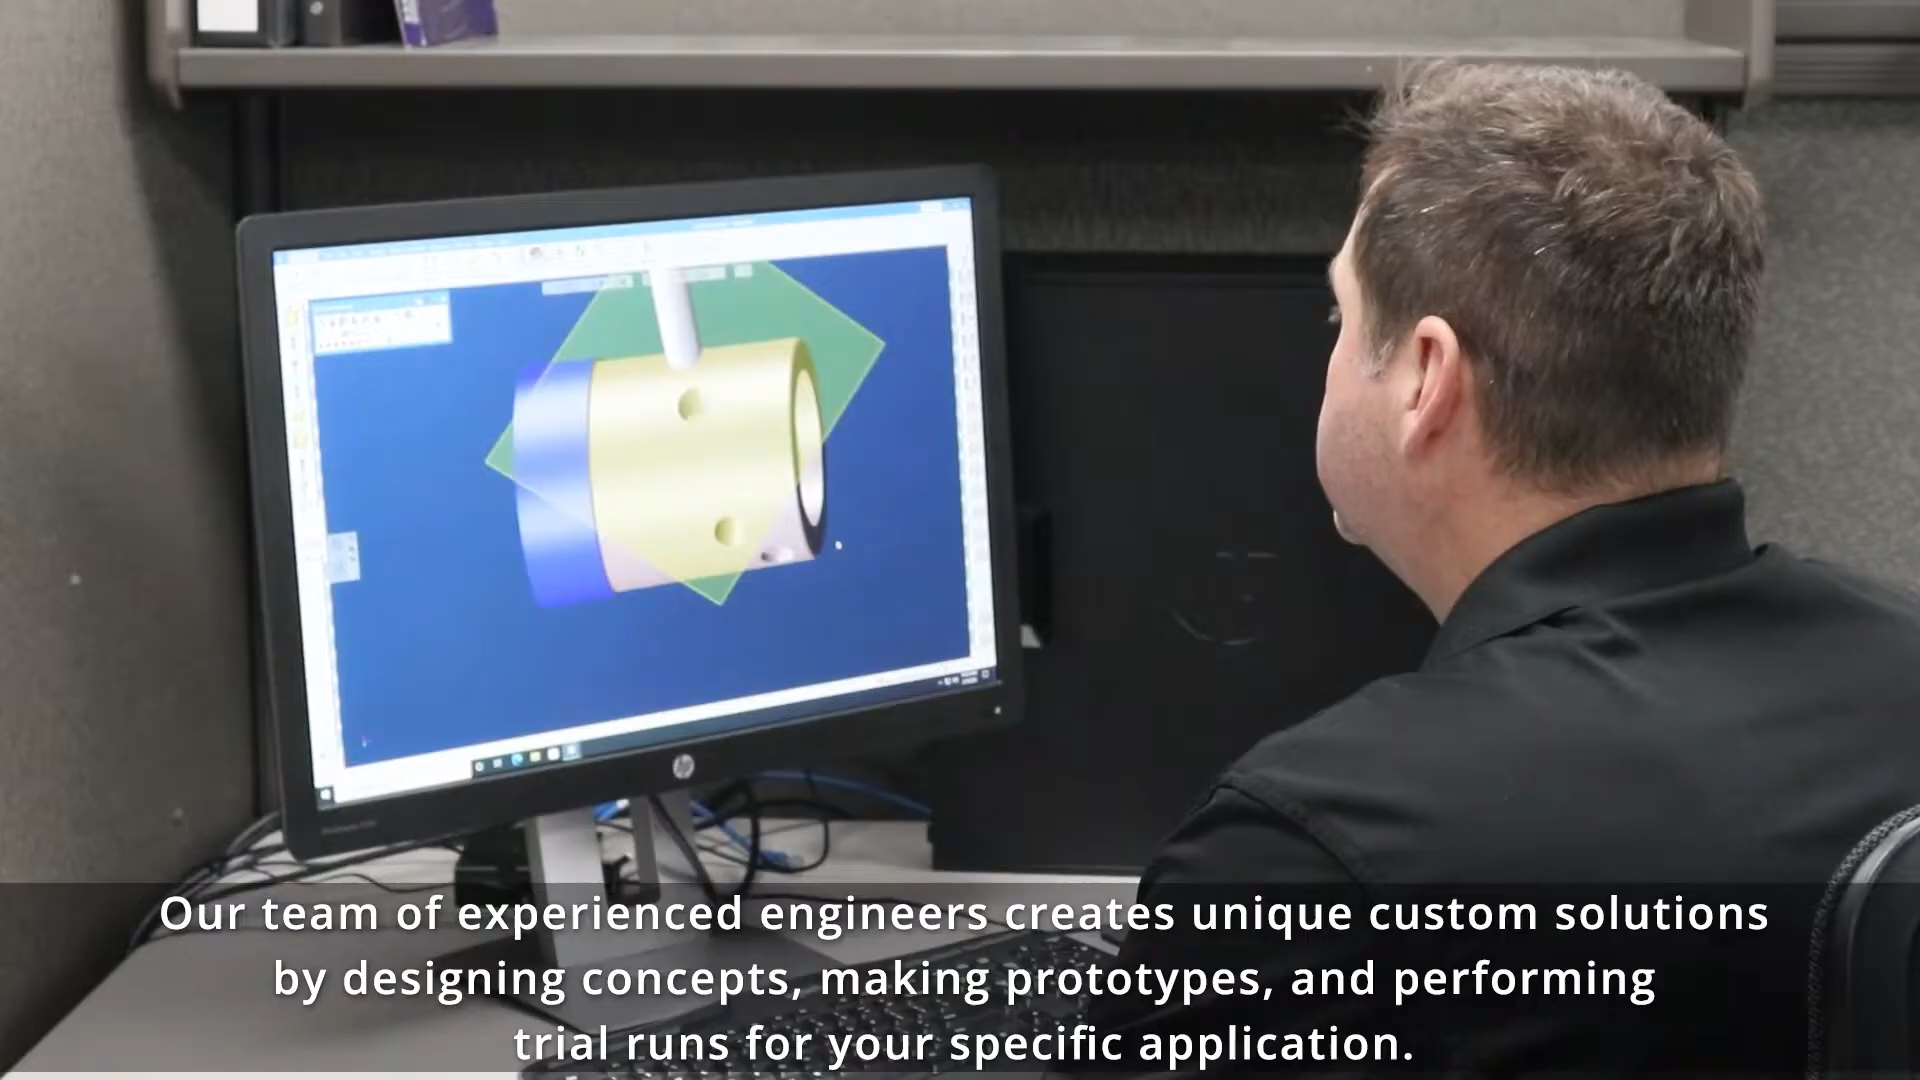 hp
Our team of experienced engineers creates unique custom solutions
by designing concepts, making prototypes, and performing
trial runs for your specific application.